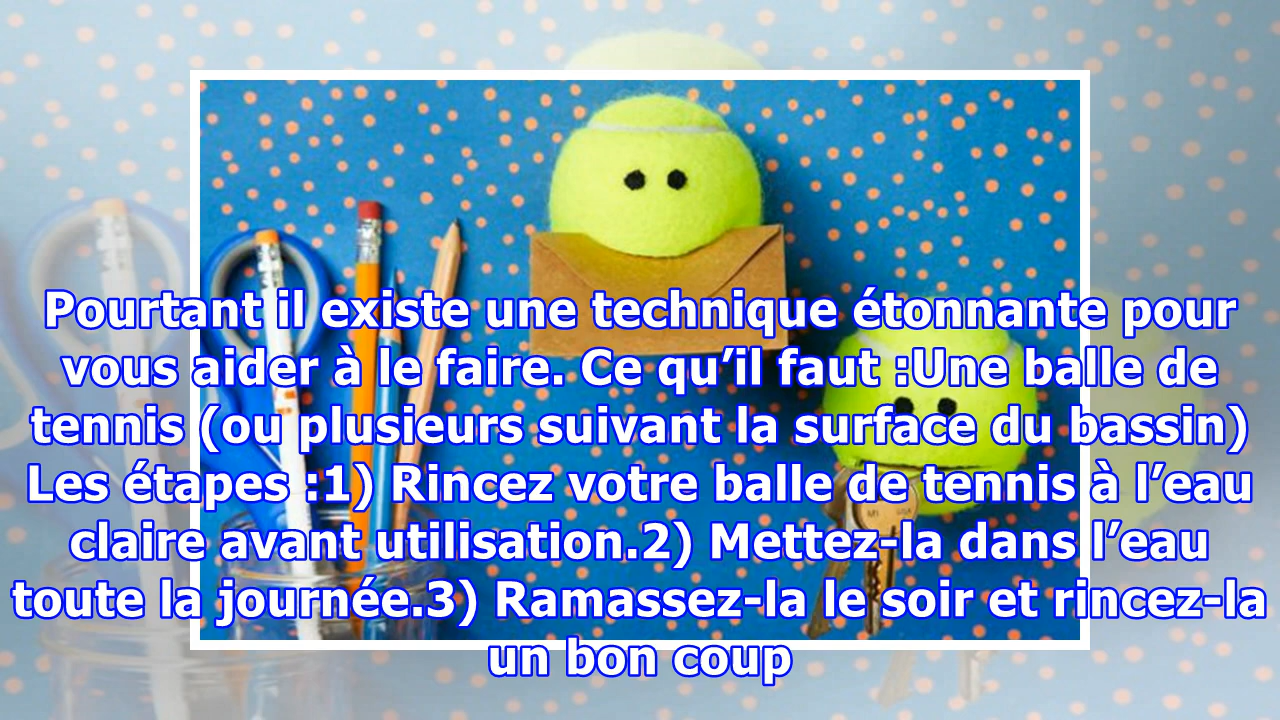 Pourtant il existe une technique étonnante pour
vous aider à le faire. Ce qu’il faut :Une balle de
tennis (ou plusieurs suivant la surface du bassin)
Les étapes :1) Rincez votre balle de tennis à l’eau
claire avant utilisation.2) Mettez-la dans l’eau
toute la journée.3) Ramassez-la le soir et rincez-la
un bon coup